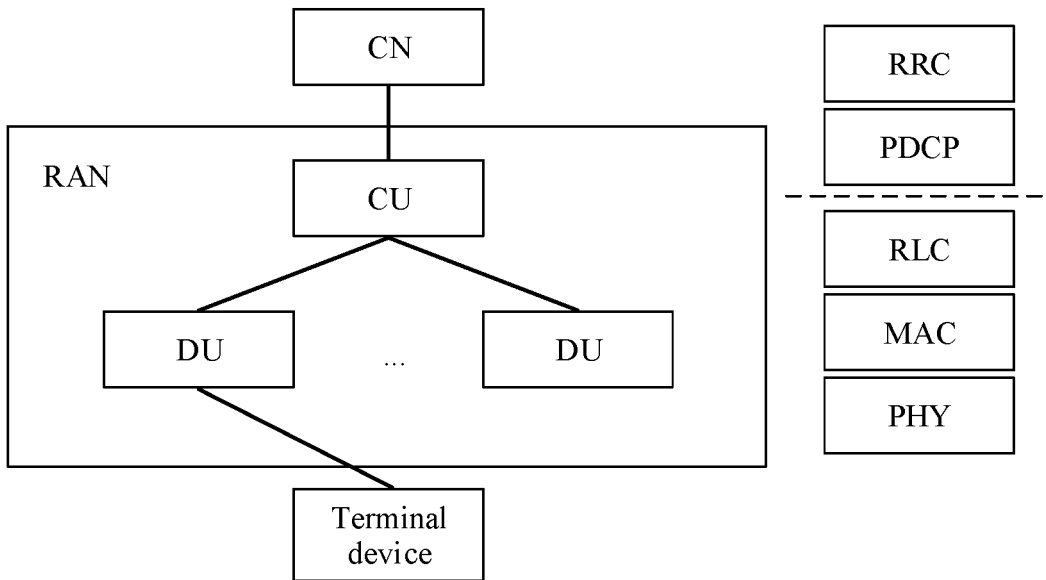 CN
RAN
CU
DU
...
DU
Terminal
device
RRC
PDCP
RLC
MAC
PHY